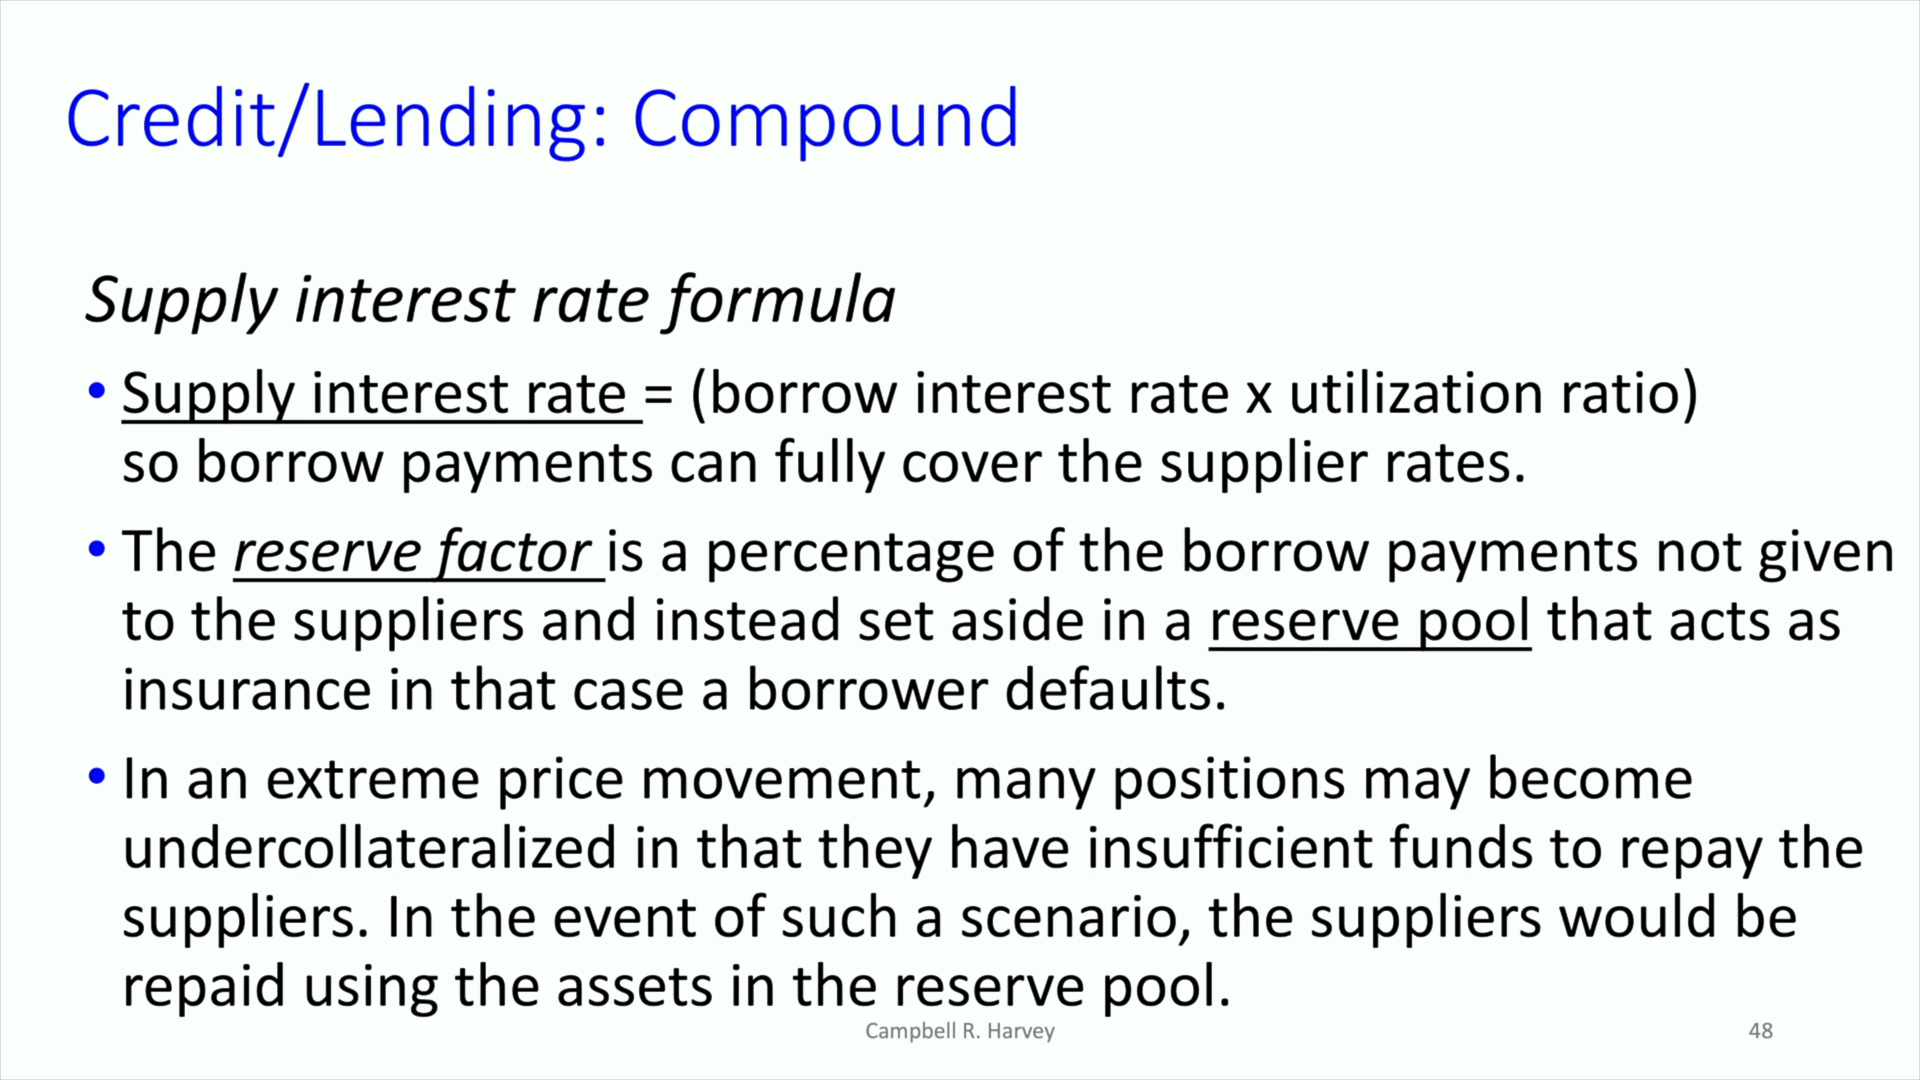 Credit/Lending: Compound
Supply interest rate formula
• Supply interest rate = (borrow interest rate x utilization ratio)
so borrow payments can fully cover the supplier rates.
• The reserve factor is a percentage of the borrow payments not given
to the suppliers and instead set aside in a reserve pool that acts as
insurance in that case a borrower defaults.
• In an extreme price movement, many positions may become
undercollateralized in that they have insufficient funds to repay the
suppliers. In the event of such a scenario, the suppliers would be
repaid using the assets in the reserve pool.
Campbell R. Harvey
48